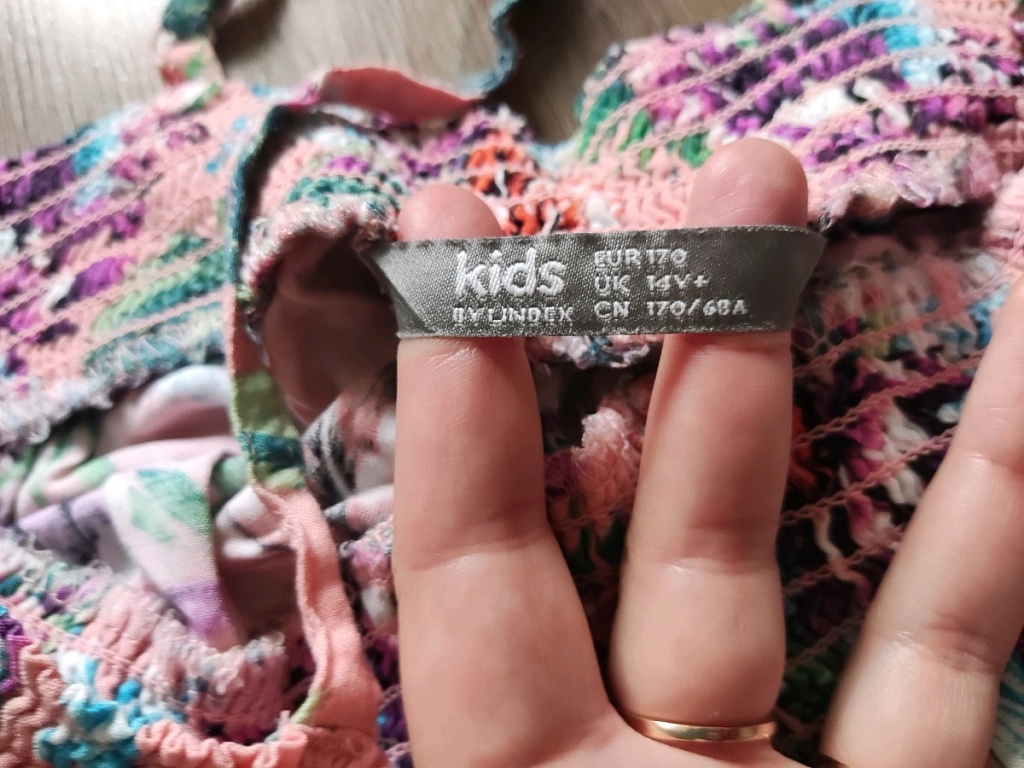 kids
BY LINDEX
EUR 170
UK 14Y+
CN 170/68A